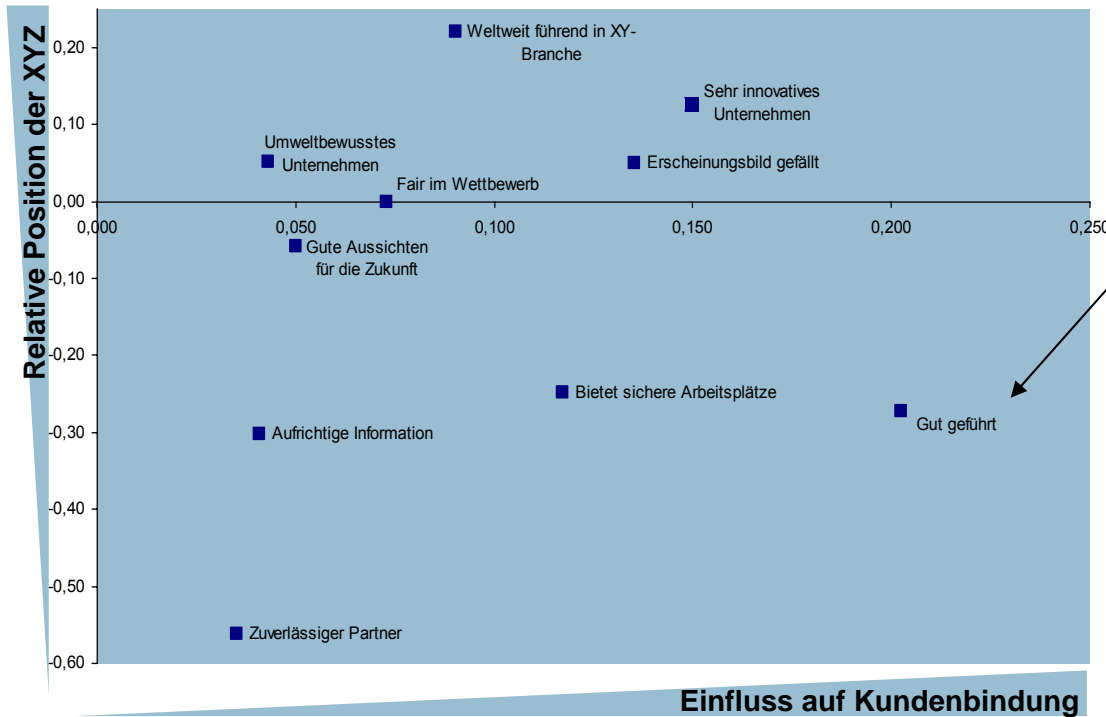 Relative Position der XYZ
0,20
0,10
0,00
-0,10
-0,20
-0,30
-0,40
-0,50
-0,60
Weltweit führend in XY-
Branche
Sehr innovatives
Unternehmen
Umweltbewusstes
Unternehmen
Erscheinungsbild gefällt
Fair im Wettbewerb
0,000
0,050
0,100
0,150
0,200
0,250
Gute Aussichten
für die Zukunft
Bietet sichere Arbeitsplätze
Gut geführt
Aufrichtige Information
Zuverlässiger Partner
Einfluss auf Kundenbindung